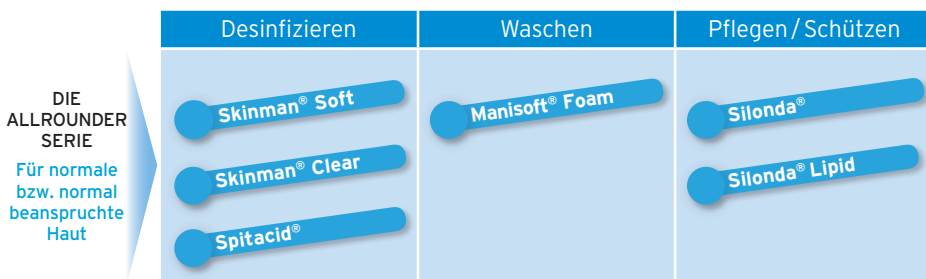 Desinfizieren
Waschen
Pflegen / Schützen
DIE
ALLROUNDER
SERIE
Für normale
bzw. normal
beanspruchte
Haut
Skinman® Soft
Skinman® Clear
Spitacid®
Manisoft® Foam
Silonda®
Silonda® Lipid